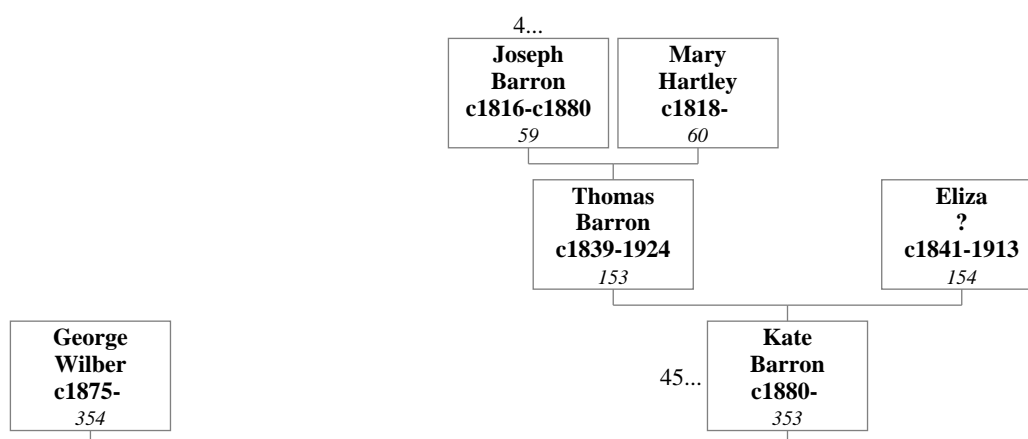 4...
Joseph
Barron
c1816-c1880
59
Mary
Hartley
c1818-
60
Thomas
Barron
c1839-1924
153
Eliza
?
c1841-1913
154
George
Wilber
c1875-
354
45...
Kate
Barron
c1880-
353